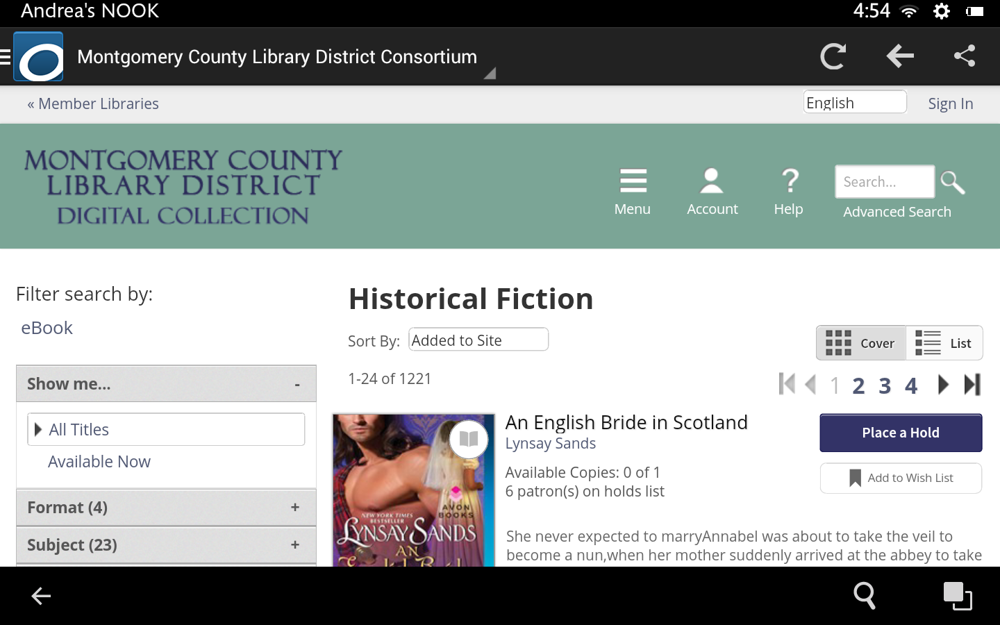 Andrea's NOOK
4:54
Montgomery County Library District Consortium
« Member Libraries
English
Sign In
MONTGOMERY COUNTY
LIBRARY DISTRICT
DIGITAL COLLECTION
Menu
Account
Help
Search...
Advanced Search
Filter search by:
eBook
Show me... -
All Titles
Available Now
Format (4) +
Subject (23) +
Historical Fiction
Sort By: Added to Site
Cover
List
1-24 of 1221
1 2 3 4
AVON
BOOKS
NEW YORK TIMES
BESTSELLER
LYNSAY SANDS
AN
An English Bride in Scotland
Lynsay Sands
Available Copies: 0 of 1
6 patron(s) on holds list
Place a Hold
Add to Wish List
She never expected to marryAnnabel was about to take the veil to
become a nun,when her mother suddenly arrived at the abbey to take